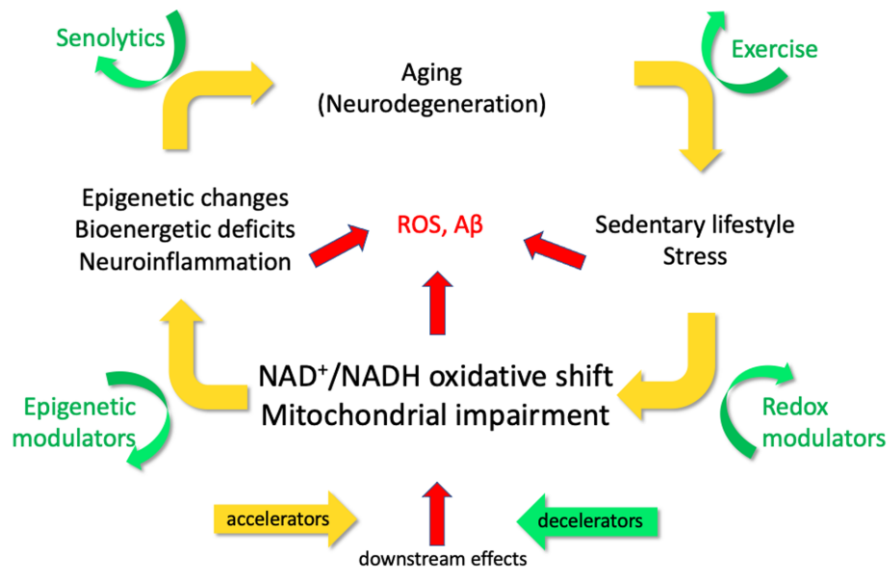 Senolytics
Exercise
Aging
(Neurodegeneration)
Epigenetic changes
Bioenergetic deficits
Neuroinflammation
ROS, Aβ
Sedentary lifestyle
Stress
NAD⁺/NADH oxidative shift
Mitochondrial impairment
Epigenetic
modulators
Redox
modulators
accelerators
decelerators
downstream effects